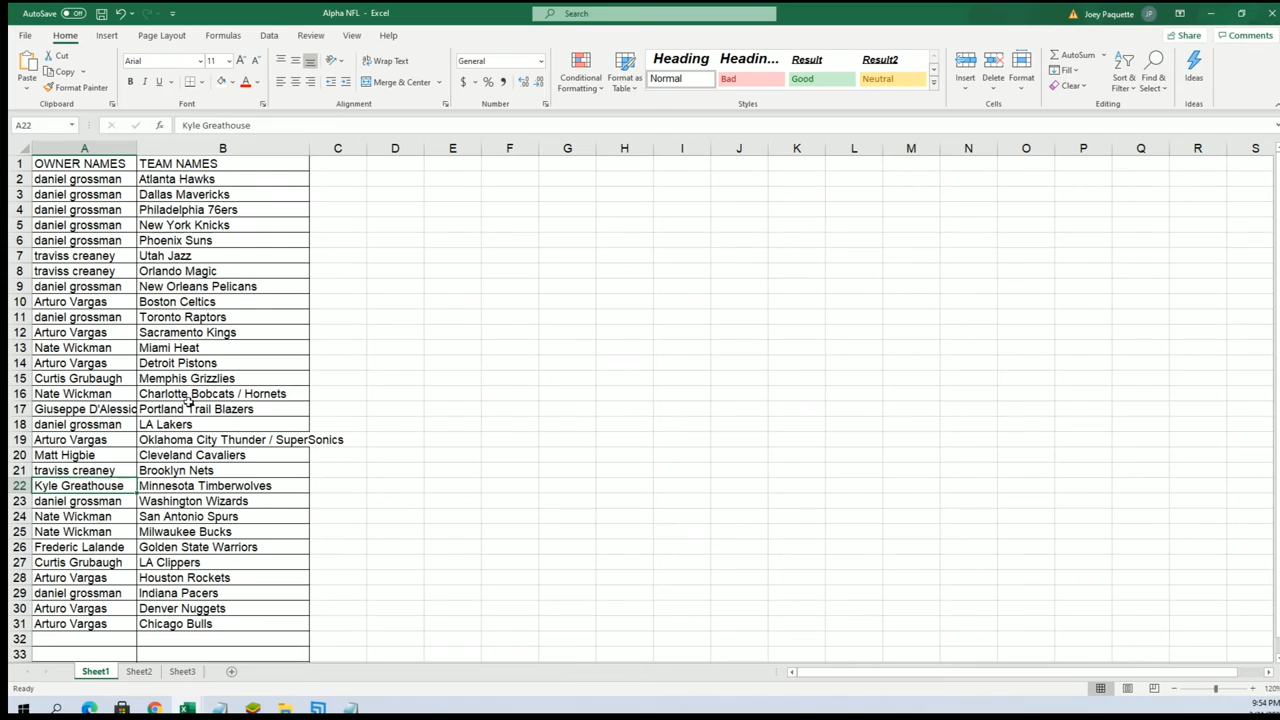 AutoSave Off Alpha NFL - Excel Search Joey Paquette JP
File Home Insert Page Layout Formulas Data Review View Help Share Comments
Paste Cut Copy Format Painter Clipboard
Arial 11 A A B I U A Font
Wrap Text Merge & Center Alignment
General $ % , Number
Conditional Formatting Format as Table Heading Headin... Result Result2 Normal Bad Good Neutral Styles
Insert Delete Format Cells
AutoSum Fill Clear Sort & Filter Find & Select Editing
Ideas Ideas
A22 fx Kyle Greathouse
A B C D E F G H I J K L M N O P Q R S
1 OWNER NAMES TEAM NAMES
2 daniel grossman Atlanta Hawks
3 daniel grossman Dallas Mavericks
4 daniel grossman Philadelphia 76ers
5 daniel grossman New York Knicks
6 daniel grossman Phoenix Suns
7 traviss creaney Utah Jazz
8 traviss creaney Orlando Magic
9 daniel grossman New Orleans Pelicans
10 Arturo Vargas Boston Celtics
11 daniel grossman Toronto Raptors
12 Arturo Vargas Sacramento Kings
13 Nate Wickman Miami Heat
14 Arturo Vargas Detroit Pistons
15 Curtis Grubaugh Memphis Grizzlies
16 Nate Wickman Charlotte Bobcats / Hornets
17 Giuseppe D'Alessio Portland Trail Blazers
18 daniel grossman LA Lakers
19 Arturo Vargas Oklahoma City Thunder / SuperSonics
20 Matt Higbie Cleveland Cavaliers
21 traviss creaney Brooklyn Nets
22 Kyle Greathouse Minnesota Timberwolves
23 daniel grossman Washington Wizards
24 Nate Wickman San Antonio Spurs
25 Nate Wickman Milwaukee Bucks
26 Frederic Lalande Golden State Warriors
27 Curtis Grubaugh LA Clippers
28 Arturo Vargas Houston Rockets
29 daniel grossman Indiana Pacers
30 Arturo Vargas Denver Nuggets
31 Arturo Vargas Chicago Bulls
32
33
Sheet1 Sheet2 Sheet3
Ready 120%
9:54 PM